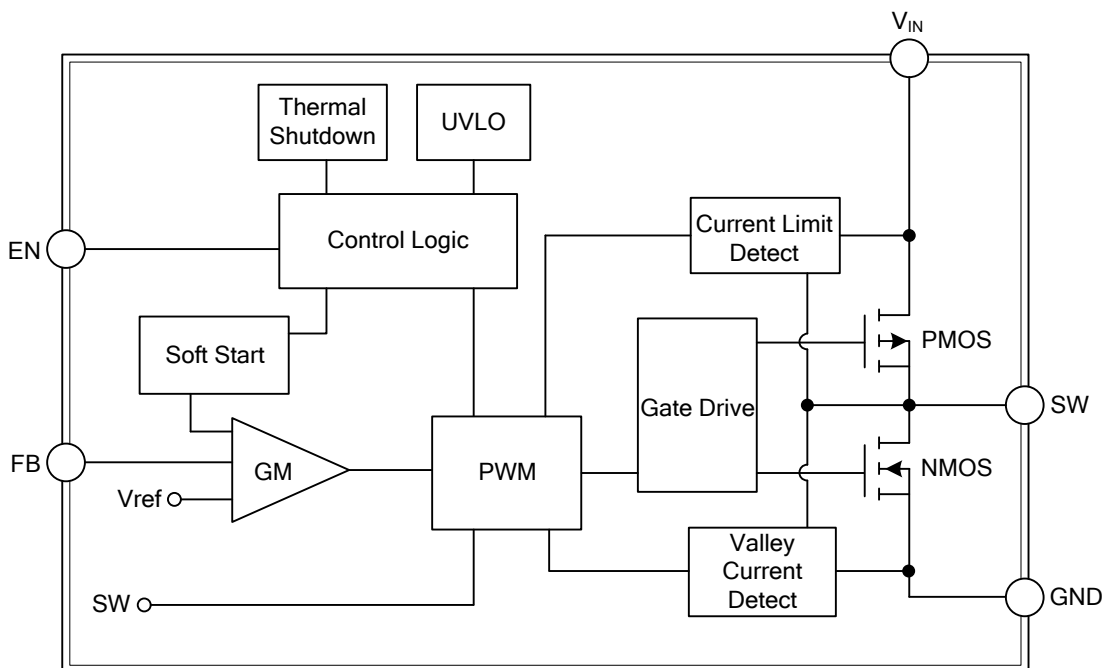 VIN
Thermal
Shutdown
UVLO
Control Logic
Current Limit
Detect
EN
Soft Start
PMOS
Gate Drive
SW
FB
GM
PWM
NMOS
Vref
Valley
Current
Detect
SW
GND